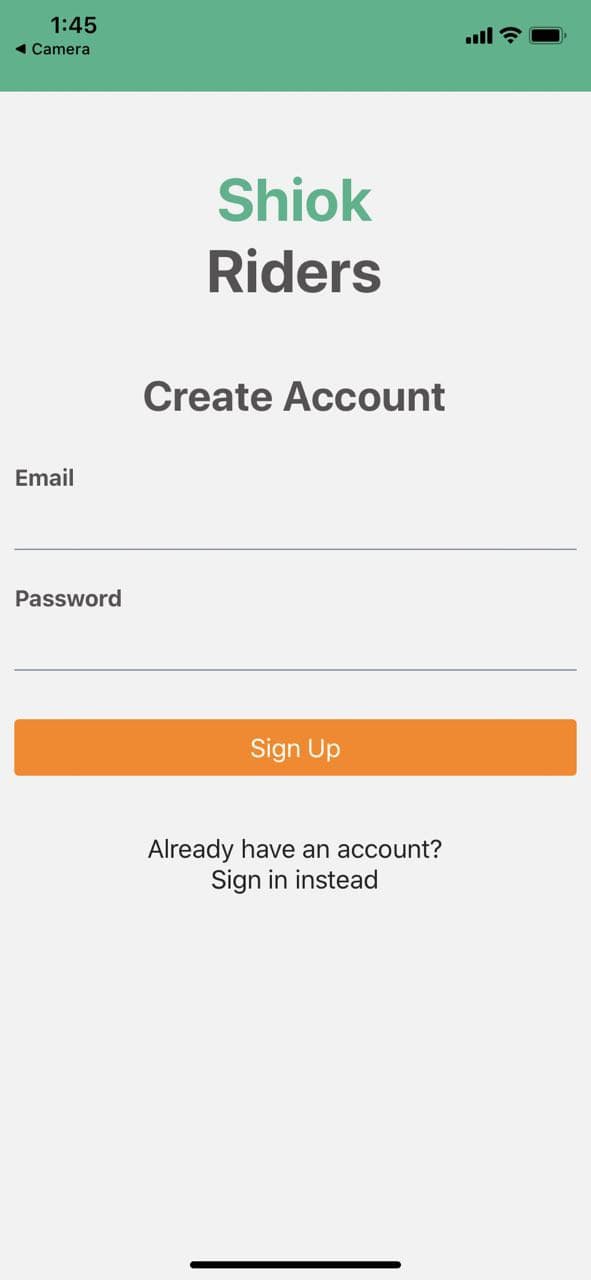 1:45
◀ Camera
Shiok
Riders
Create Account
Email
Password
Sign Up
Already have an account?
Sign in instead